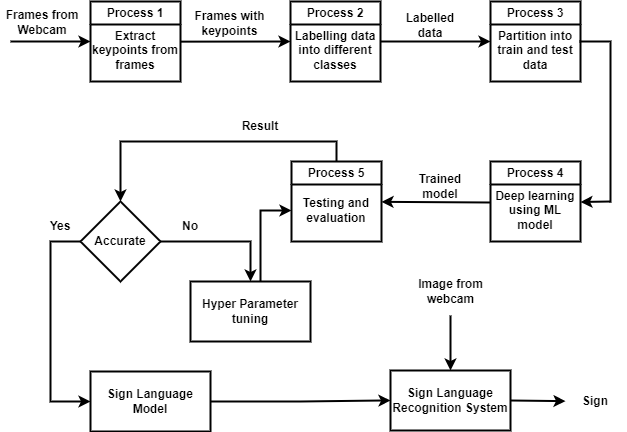 Frames from
Webcam
Process 1
Extract
keypoints from
frames
Frames with
keypoints
Process 2
Labelling data
into different
classes
Labelled
data
Process 3
Partition into
train and test
data
Result
Process 5
Testing and
evaluation
Trained
model
Process 4
Deep learning
using ML
model
Yes
Accurate
No
Hyper Parameter
tuning
Image from
webcam
Sign Language
Model
Sign Language
Recognition System
Sign